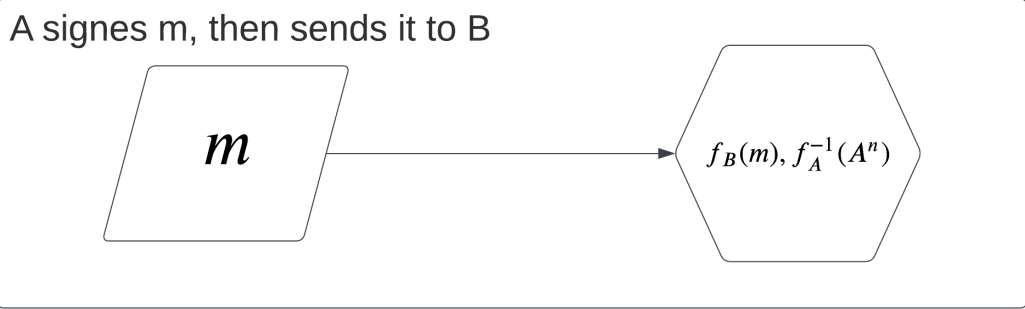 A signes m, then sends it to B
m
f_B(m), f_A^{-1}(A^n)